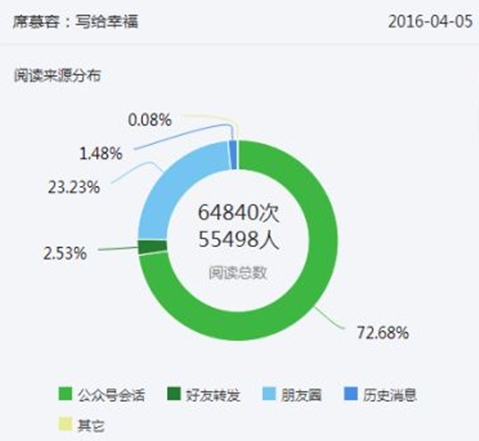 席慕容：写给幸福 2016-04-05
阅读来源分布
0.08%
1.48%
23.23%
2.53%
64840次
55498人
阅读总数
72.68%
公众号会话 好友转发 朋友圈 历史消息
其它